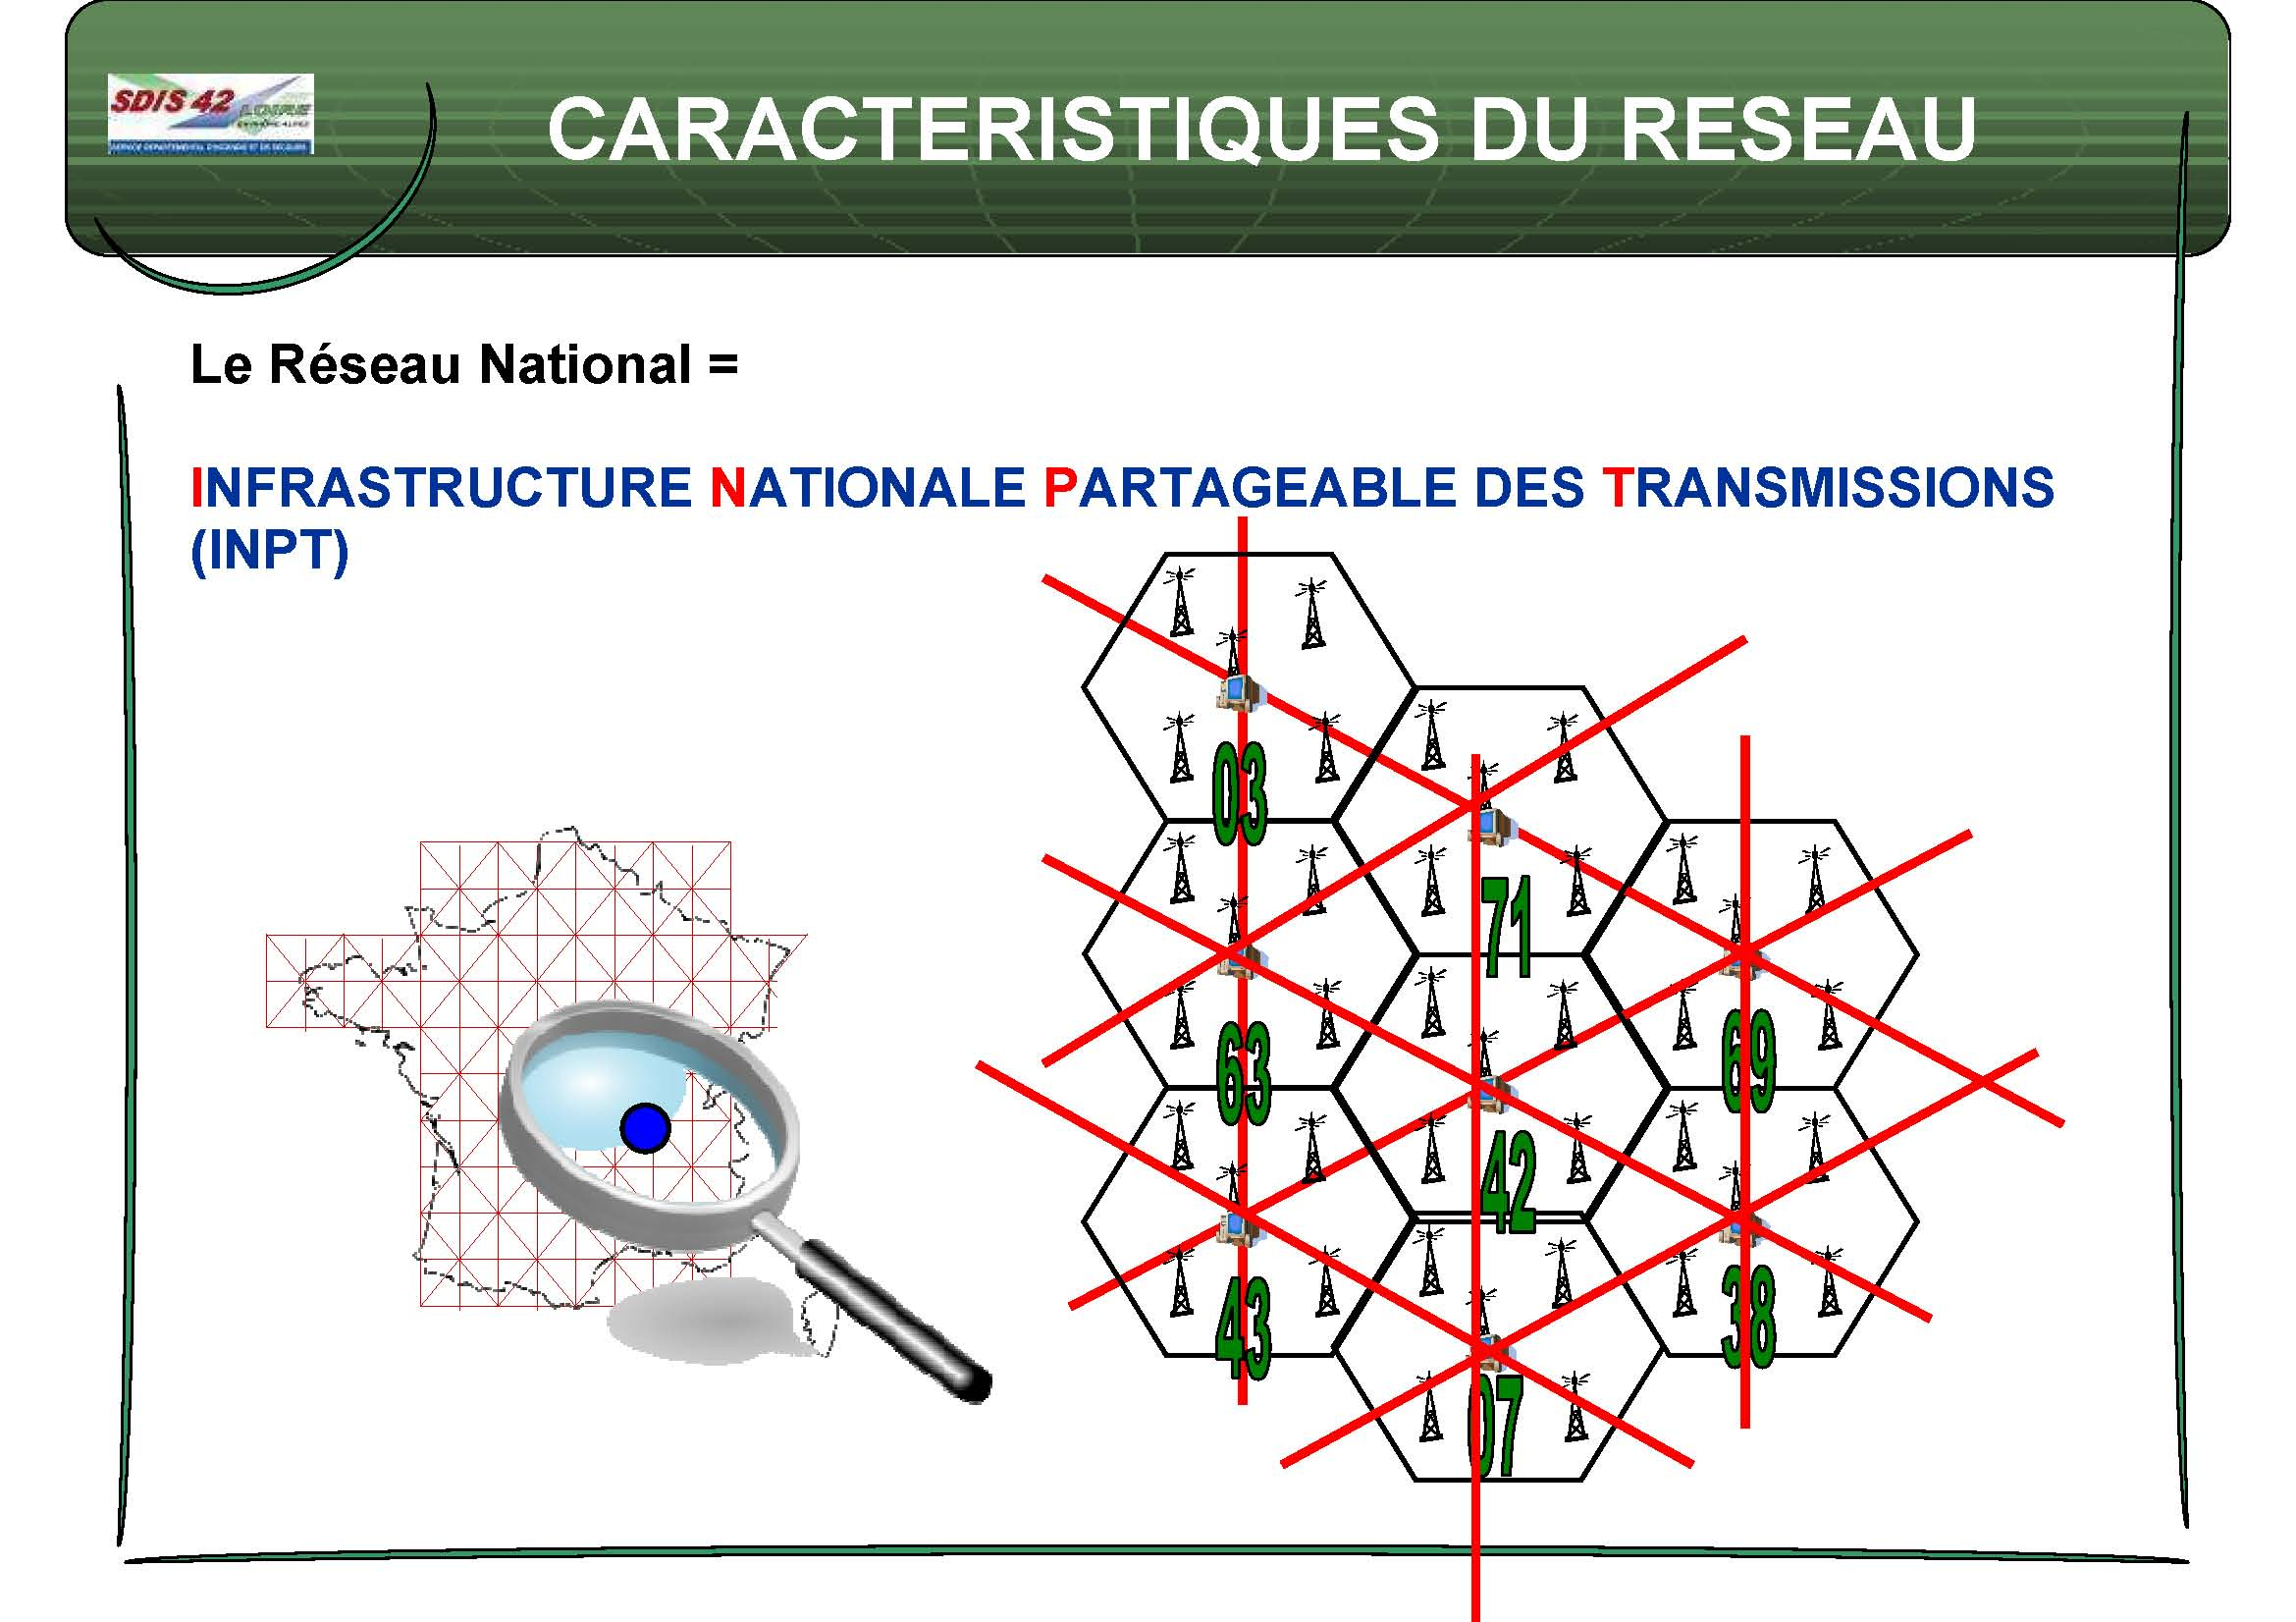 SDIS 42
LOIRE
CARACTERISTIQUES DU RESEAU
Le Réseau National =
INFRASTRUCTURE NATIONALE PARTAGEABLE DES TRANSMISSIONS
(INPT)
03
71
63
69
42
43
38
07